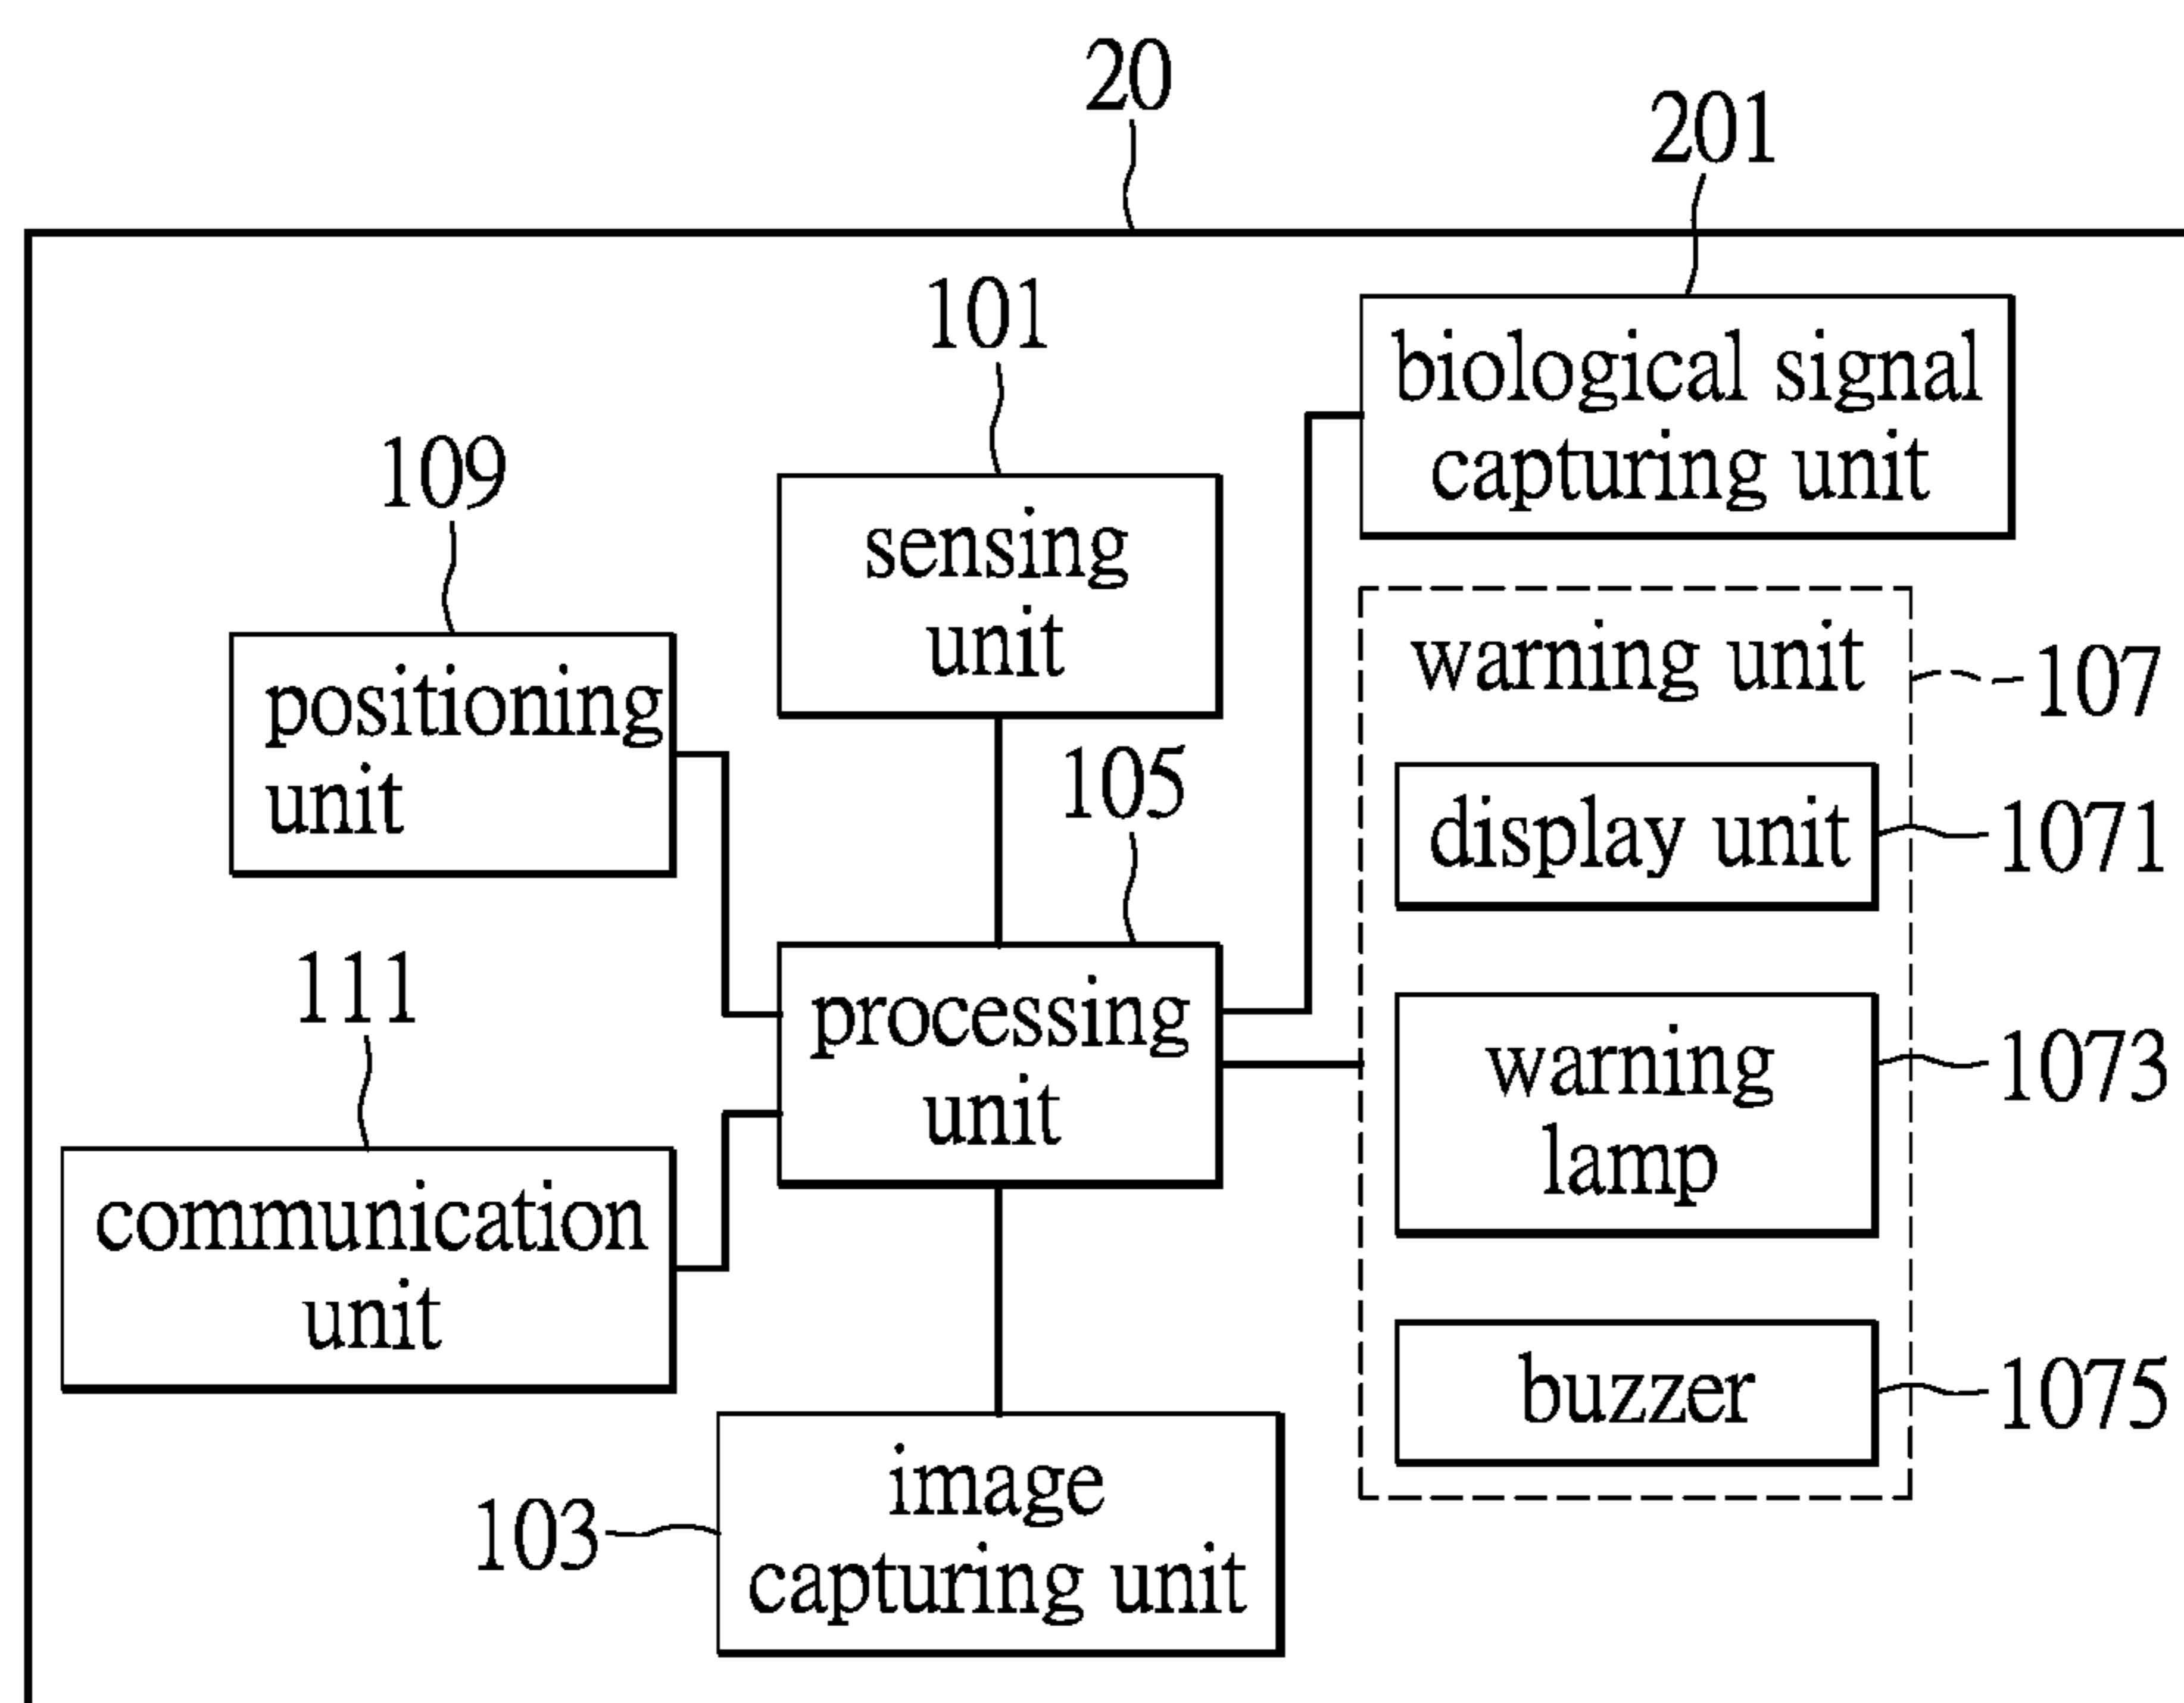 20
201
101
biological signal
capturing unit
109
sensing
unit
positioning
unit
warning unit
107
105
display unit
1071
111
processing
unit
warning
lamp
1073
communication
unit
buzzer
1075
image
capturing unit
103